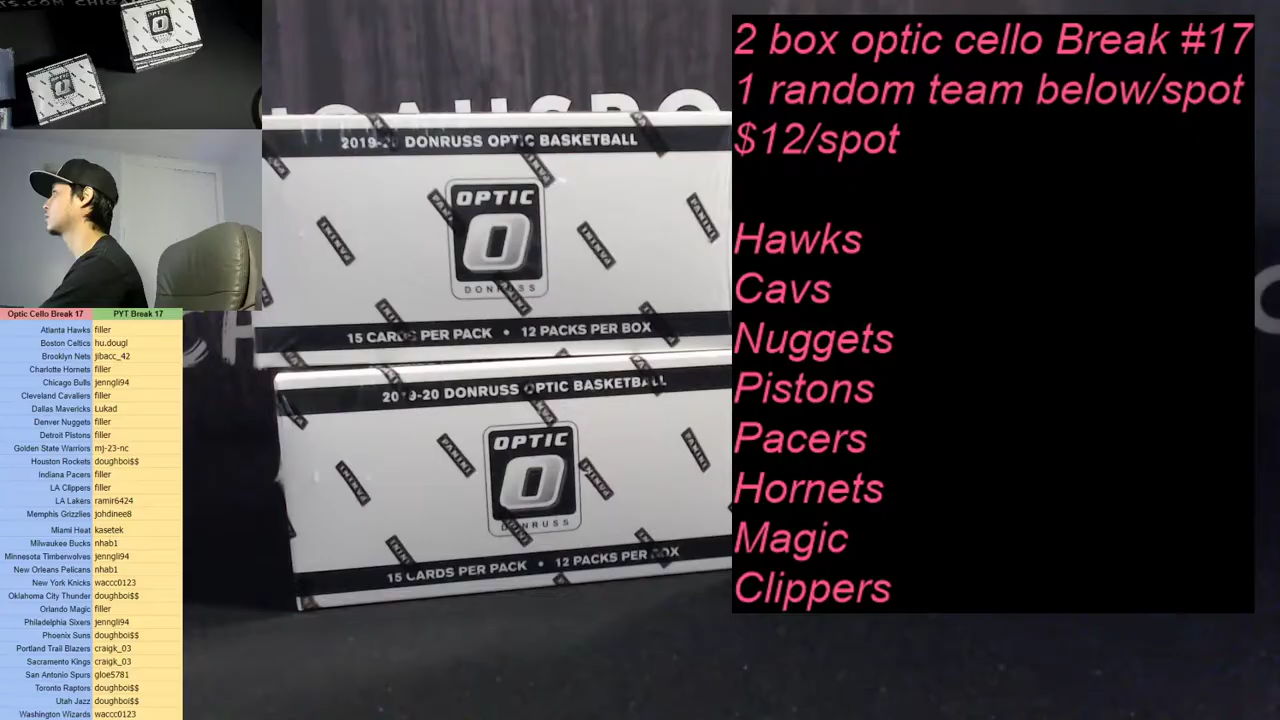 2 box optic cello Break #17
1 random team below/spot
$12/spot
Hawks
Cavs
Nuggets
Pistons
Pacers
Hornets
Magic
Clippers
OPTIC
2019-20 DONRUSS OPTIC BASKETBALL
PANINI
OPTIC
DONRUSS
15 CARDS PER PACK • 12 PACKS PER BOX
2019-20 DONRUSS OPTIC BASKETBALL
PANINI
OPTIC
DONRUSS
15 CARDS PER PACK • 12 PACKS PER BOX
Optic Cello Break 17 PYT Break 17
Atlanta Hawks filler
Boston Celtics hu.dougl
Brooklyn Nets jibacc_42
Charlotte Hornets filler
Chicago Bulls jenngli94
Cleveland Cavaliers filler
Dallas Mavericks Lukad
Denver Nuggets filler
Detroit Pistons filler
Golden State Warriors mj-23-nc
Houston Rockets doughboi$$
Indiana Pacers filler
LA Clippers filler
LA Lakers ramir6424
Memphis Grizzlies johdinee8
Miami Heat kasetek
Milwaukee Bucks nhab1
Minnesota Timberwolves jenngli94
New Orleans Pelicans nhab1
New York Knicks waccc0123
Oklahoma City Thunder doughboi$$
Orlando Magic filler
Philadelphia Sixers jenngli94
Phoenix Suns doughboi$$
Portland Trail Blazers craigk_03
Sacramento Kings craigk_03
San Antonio Spurs gloe5781
Toronto Raptors doughboi$$
Utah Jazz doughboi$$
Washington Wizards waccc0123